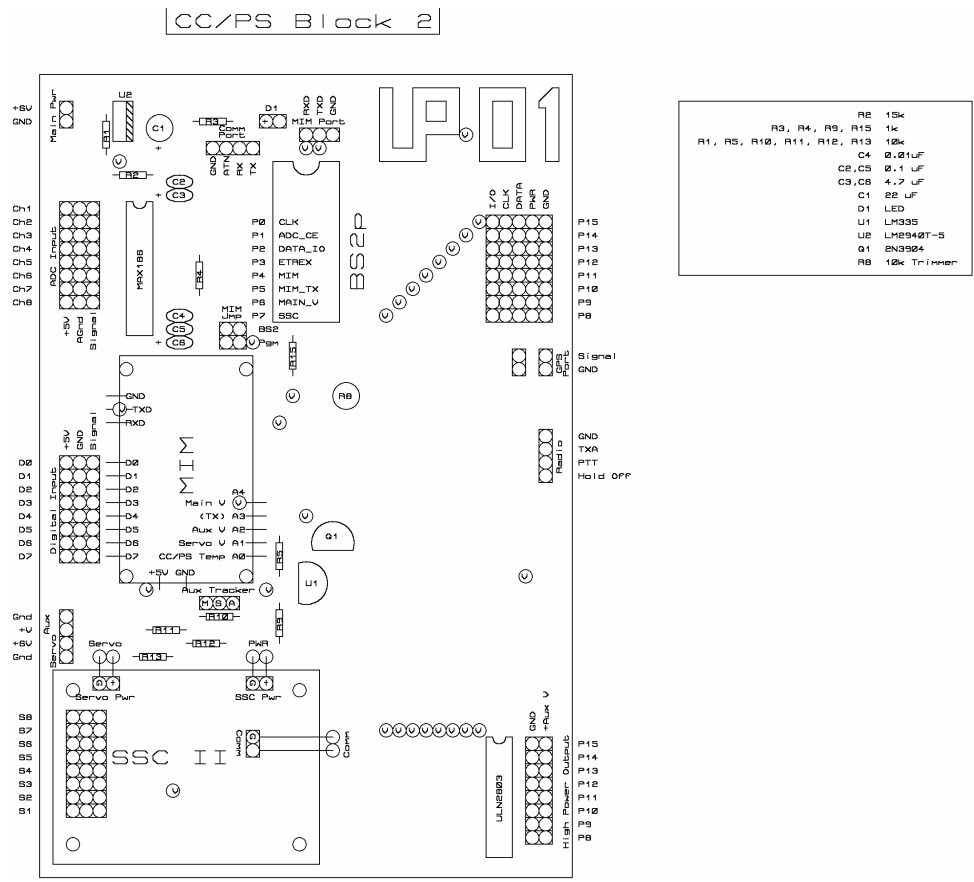 CC/PS Block 2
+6V
GND
Main Pwr
U2
R1
C1
+
R2
R3
Comm Port
GND
ATN
RX
TX
D1
+
RXD
TXD
GND
MIM Port
UPO1
V
R2 15k
R3, R4, R9, R15 1k
R1, R5, R10, R11, R12, R13 10k
C4 0.01uF
C2,C5 0.1 uF
C3,C6 4.7 uF
C1 22 uF
D1 LED
U1 LM335
U2 LM2940T-5
Q1 2N3904
R8 10k Trimmer
C2
+ C3
Ch1
Ch2
Ch3
Ch4
Ch5
Ch6
Ch7
Ch8
ADC Input
+5V
AGnd
Signal
MAX186
R4
C4
C5
+ C6
P0 CLK
P1 ADC_CE
P2 DATA_IO
P3 ETREX
P4 MIM
P5 MIM_TX
P6 MAIN_V
P7 SSC
BS2p
MIM Jmp
BS2
Pgm
R15
R8
I/O
CLK
DATA
PWR
GND
P15
P14
P13
P12
P11
P10
P9
P8
Signal
GND
GPS Port
GND
TXA
PTT
Hold Off
Radio
GND
TXD
RXD
MIM
+5V
GND
Signal
D0
D1
D2
D3
D4
D5
D6
D7
Digital Input
D0
D1
D2
D3
D4
D5
D6
D7
A4
Main V
(TX) A3
Aux V A2
Servo V A1
CC/PS Temp A0
+5V GND
Aux Tracker
M S A
Q1
U1
R5
R9
R10
R11
R12
R13
Gnd
+V
+6V
Gnd
Aux
Servo
Servo
PWR
G +
Servo Pwr
G +
SSC Pwr
S8
S7
S6
S5
S4
S3
S2
S1
SSC II
G
Comm
Comm
ULN2803
GND
+Aux V
High Power Output
P15
P14
P13
P12
P11
P10
P9
P8